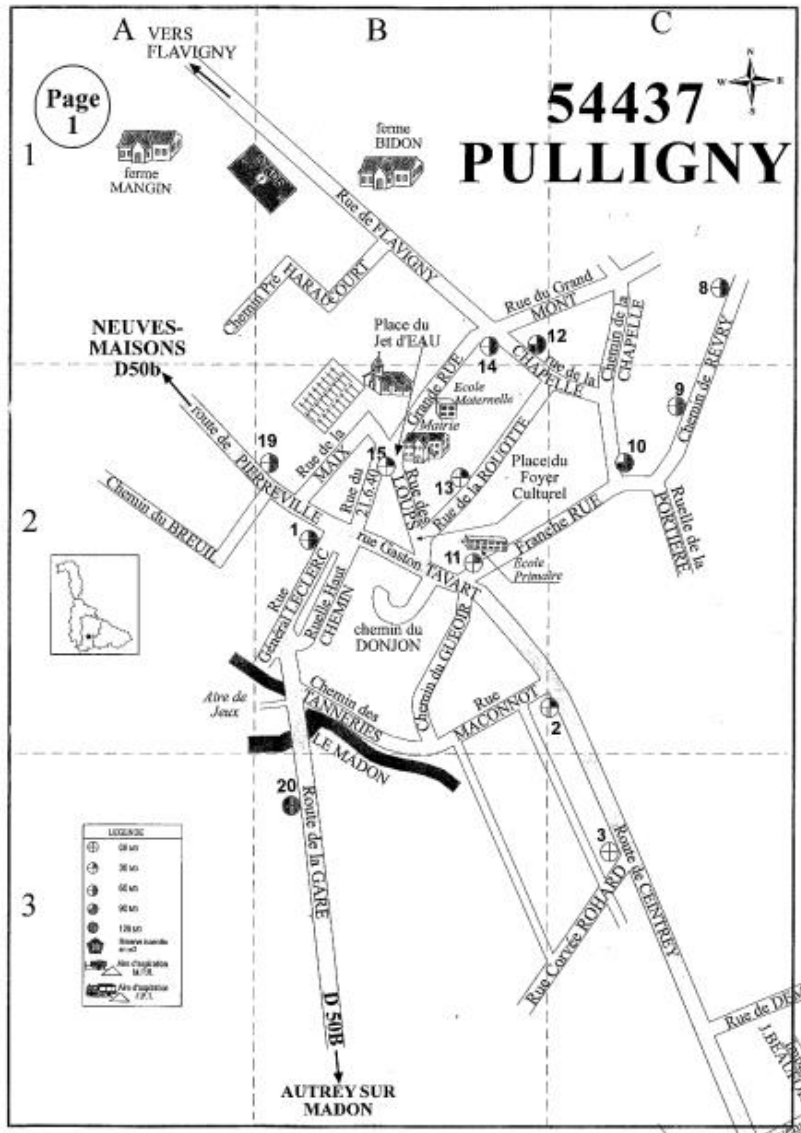 A
B
C
VERS
FLAVIGNY
Page
1
54437
PULLIGNY
N
W
E
S
1
ferme
MANGIN
ferme
BIDON
Rue de FLAVIGNY
Chemin Pré
HARAUCOURT
Rue du Grand
MONT
8
NEUVES-
MAISONS
D50b
Place du
Jet d'EAU
14
12
rue de la
CHAPELLE
Chemin de la
CHAPELLE
Chemin de REVRY
9
Grande RUE
Ecole
Maternelle
Mairie
route de
PIERREVILLE
19
Rue de la
MAIX
15
Rue du
21.6.40
Rue des
LOUPS
13
Rue de la ROUOTTE
Place du
Foyer
Culturel
10
2
Chemin du BREUIL
1
rue Gaston TAVART
11
Franche RUE
Ruelle de la
PORTIERE
Ecole
Primaire
Rue
Général LECLERC
Ruelle Haut
CHEMIN
chemin du
DONJON
Chemin du GUEOIR
Aire de
Jeux
Chemin des
TANNERIES
LE MADON
Rue
MACONNOT
2
20
Route de la GARE
3
Route de CEINTREY
LEGENDE
3
Rue Corvée ROHARD
D 50B
Rue de DEA
J.BEAU
AUTREY SUR
MADON